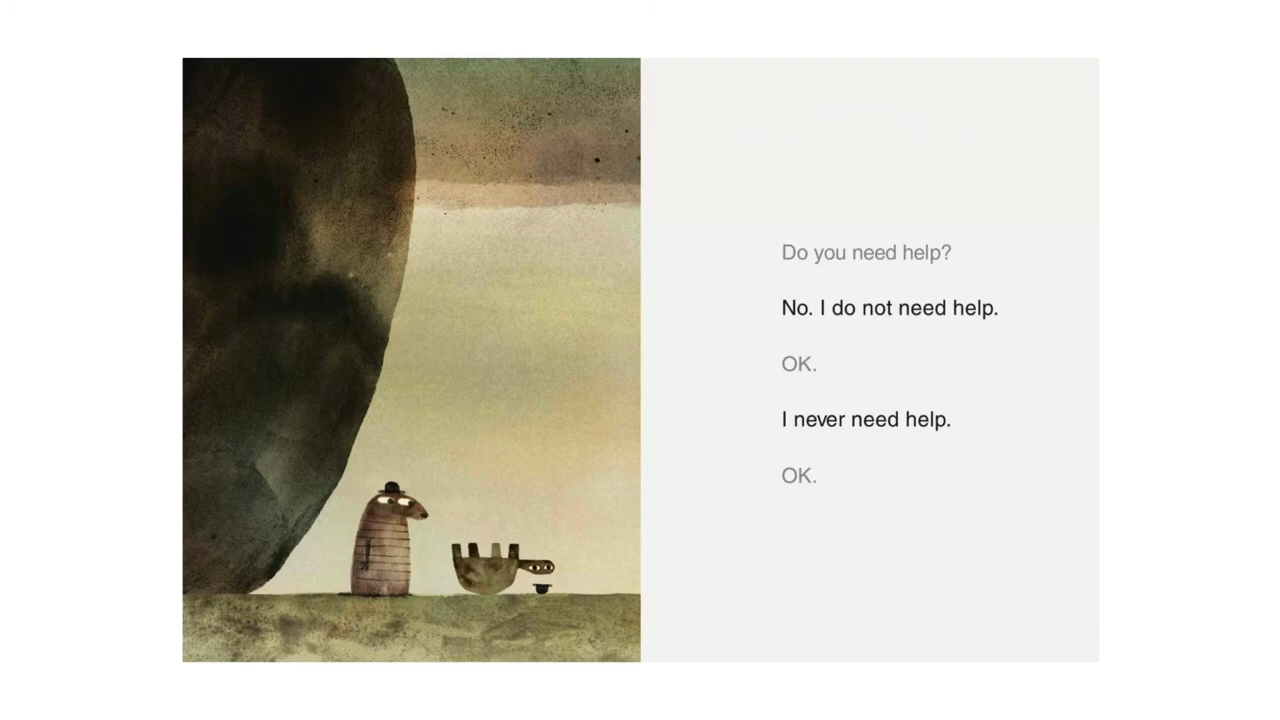 Do you need help?
No. I do not need help.
OK.
I never need help.
OK.